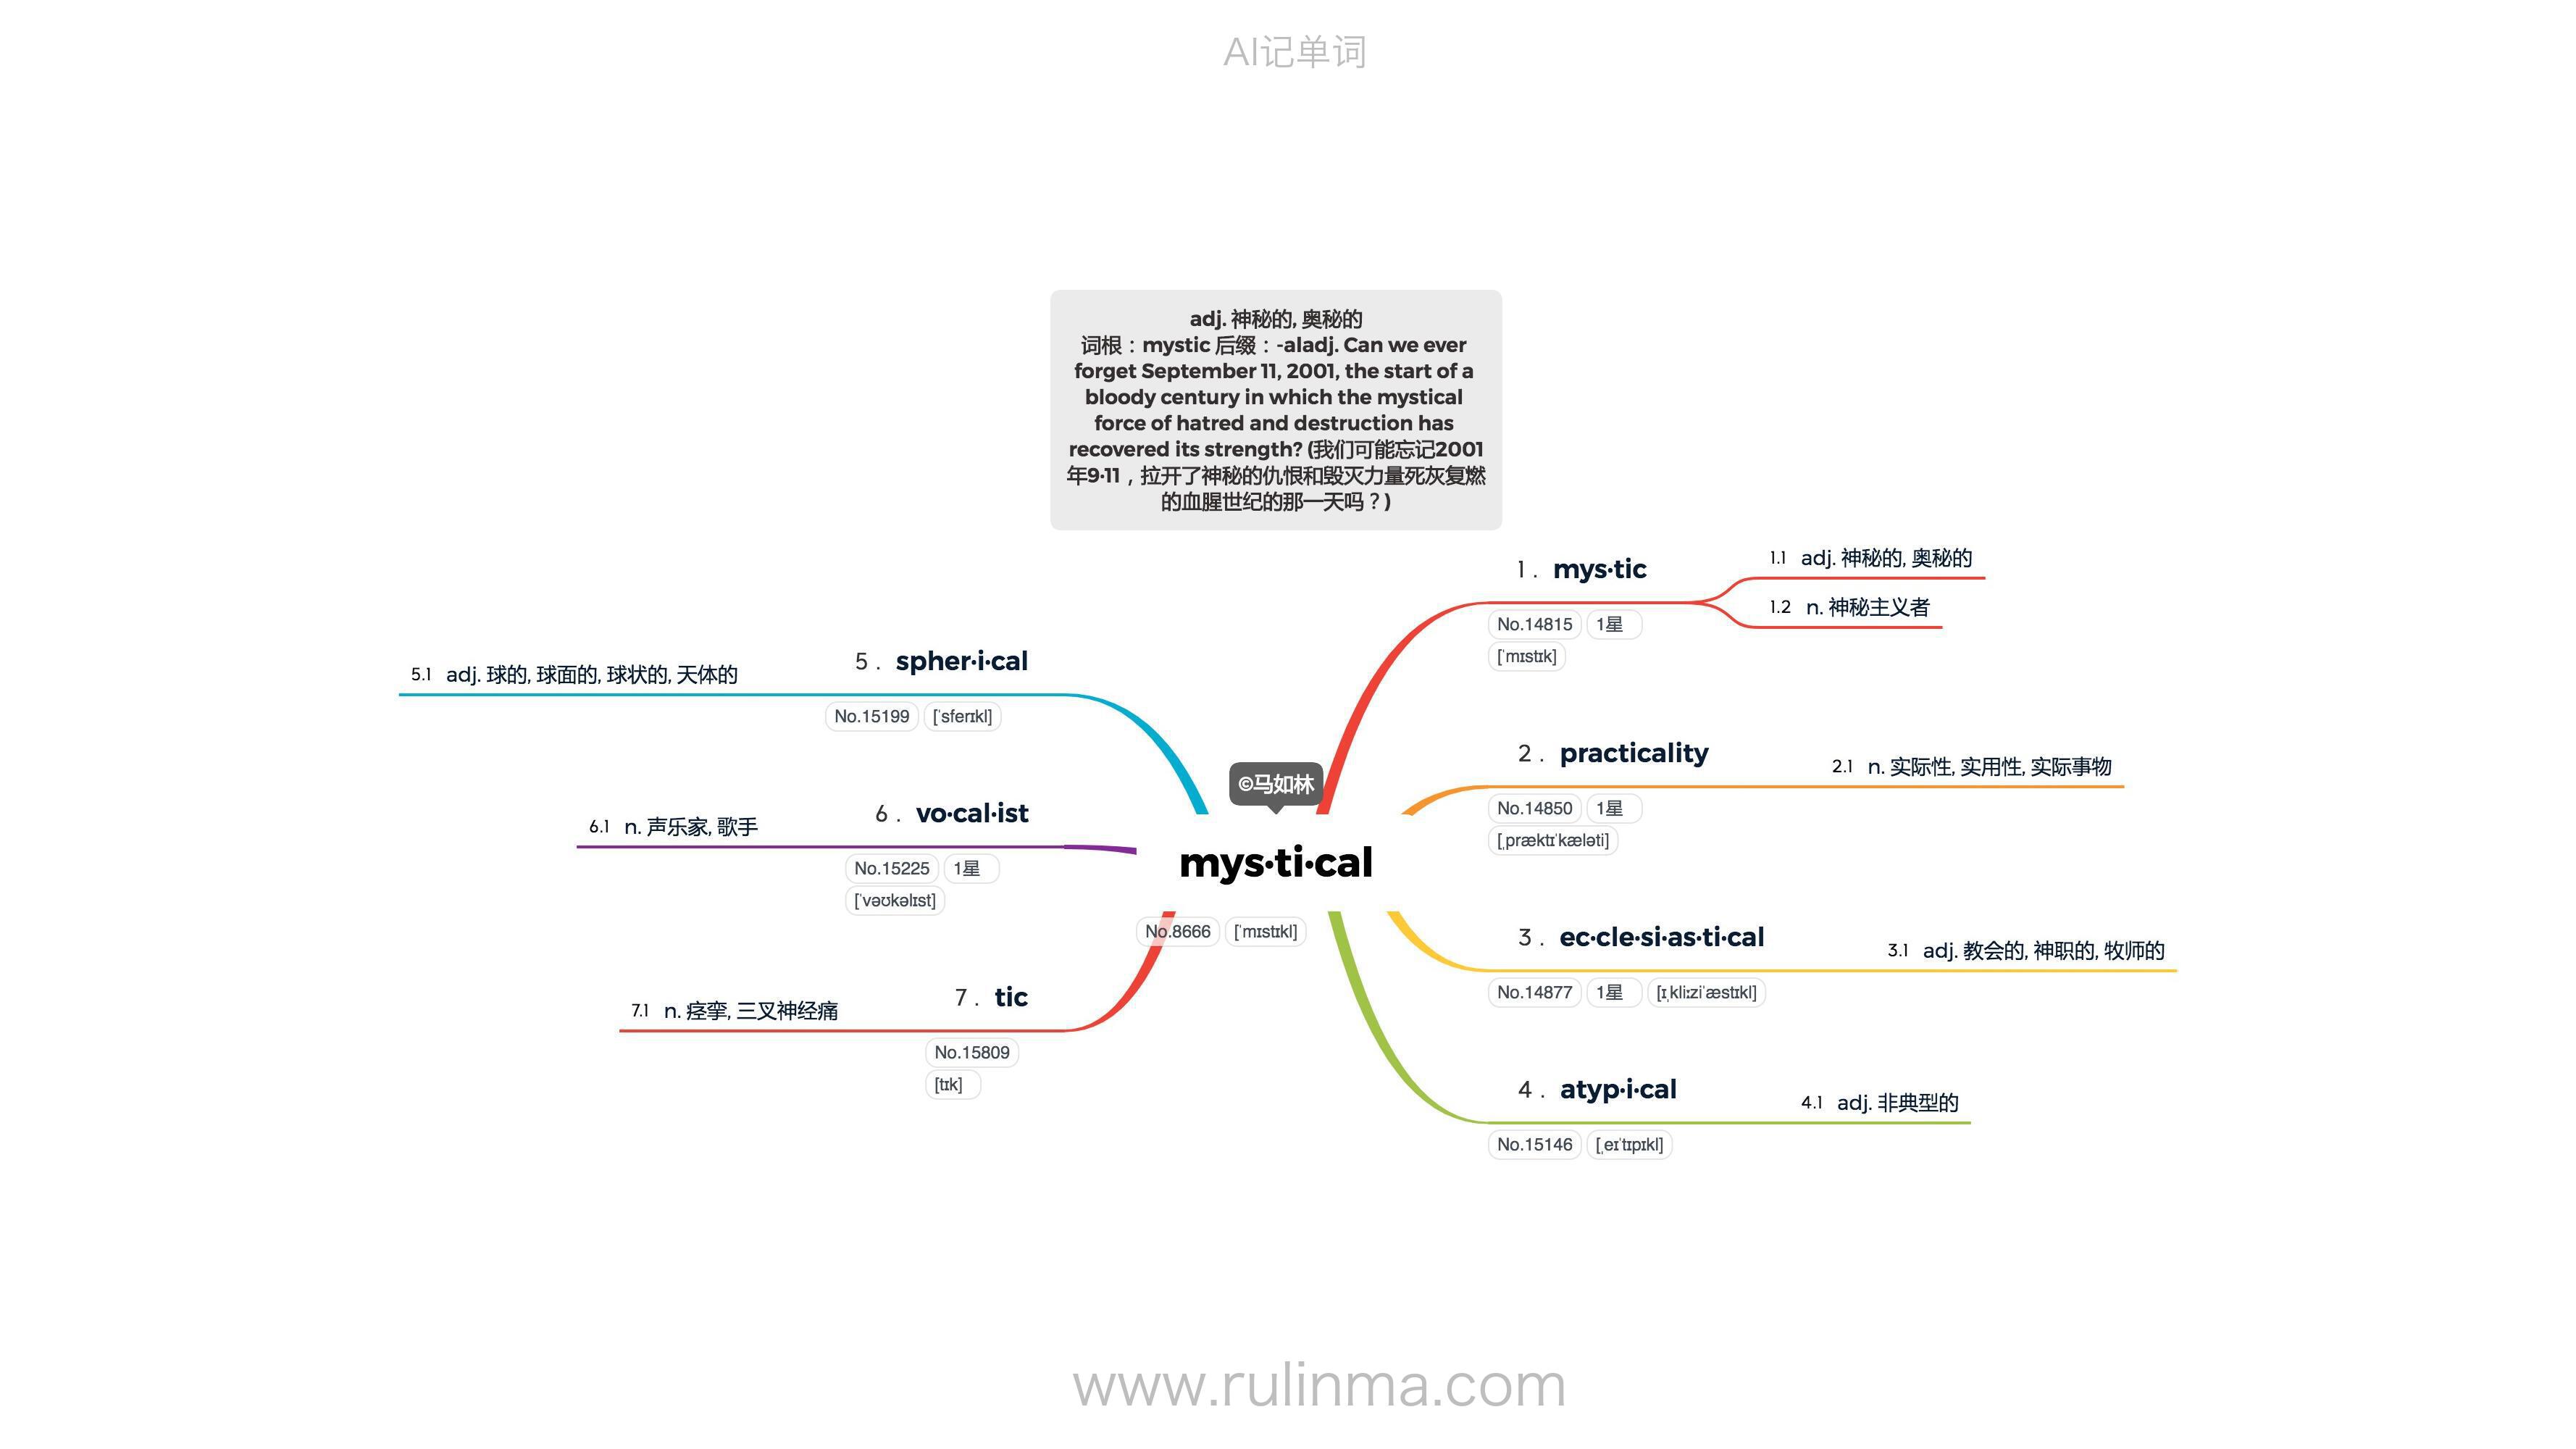 AI记单词
adj. 神秘的, 奥秘的
词根：mystic 后缀：-aladj. Can we ever
forget September 11, 2001, the start of a
bloody century in which the mystical
force of hatred and destruction has
recovered its strength? (我们可能忘记2001
年9·11，拉开了神秘的仇恨和毁灭力量死灰复燃
的血腥世纪的那一天吗？)
©马如林
mys·ti·cal
No.8666 [ˈmɪstɪkl]
1 . mys·tic
No.14815 1星
[ˈmɪstɪk]
1.1 adj. 神秘的, 奥秘的
1.2 n. 神秘主义者
2 . practicality
No.14850 1星
[ˌpræktɪˈkæləti]
2.1 n. 实际性, 实用性, 实际事物
3 . ec·cle·si·as·ti·cal
No.14877 1星 [ɪˌkliːziˈæstɪkl]
3.1 adj. 教会的, 神职的, 牧师的
4 . atyp·i·cal
No.15146 [ˌeɪˈtɪpɪkl]
4.1 adj. 非典型的
5 . spher·i·cal
No.15199 [ˈsferɪkl]
5.1 adj. 球的, 球面的, 球状的, 天体的
6 . vo·cal·ist
No.15225 1星
[ˈvəʊkəlɪst]
6.1 n. 声乐家, 歌手
7 . tic
No.15809
[tɪk]
7.1 n. 痉挛, 三叉神经痛
www.rulinma.com